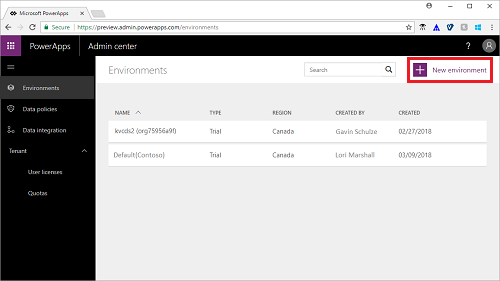 Microsoft PowerApps
Secure
https://preview.admin.powerapps.com/environments
PowerApps
Admin center
?
Environments
Data policies
Data integration
Tenant
User licenses
Quotas
Environments
Search
New environment
NAME TYPE REGION CREATED BY CREATED
kvcds2 (org75956a9f) Trial Canada Gavin Schulze 02/27/2018
Default(Contoso) Trial Canada Lori Marshall 03/09/2018